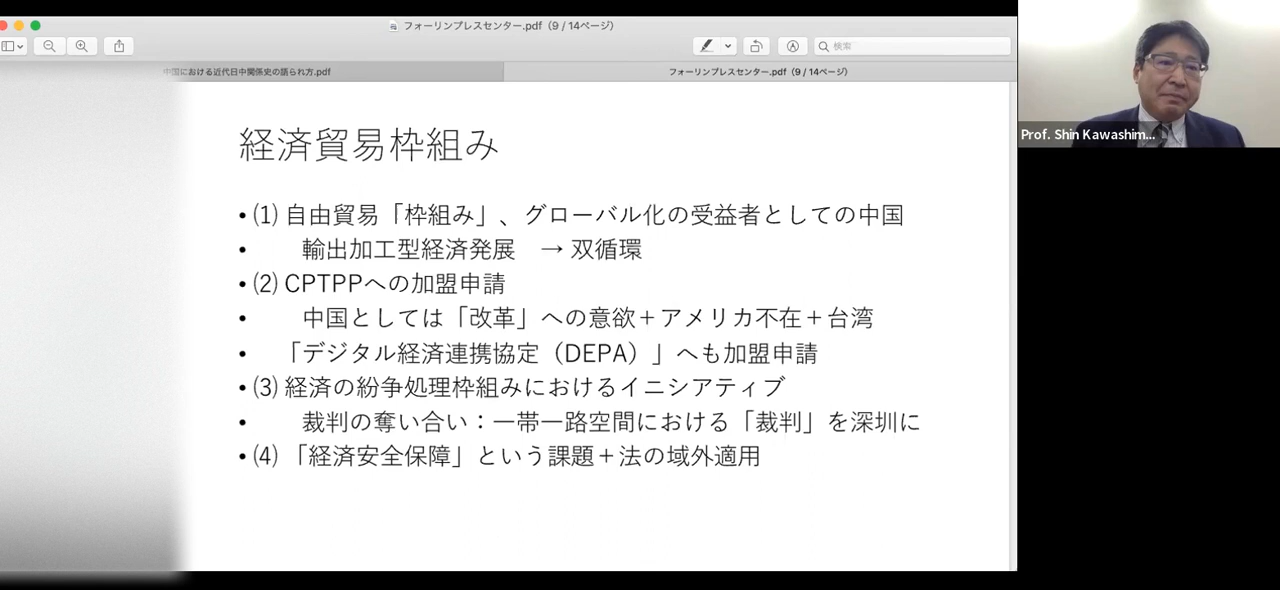 フォーリンプレスセンター.pdf（9 / 14ページ）
検索
中国における近代日中関係史の語られ方.pdf
フォーリンプレスセンター.pdf（9 / 14ページ）
Prof. Shin Kawashim...
経済貿易枠組み
• ⑴ 自由貿易「枠組み」、グローバル化の受益者としての中国
• 輸出加工型経済発展　→ 双循環
• ⑵ CPTPPへの加盟申請
• 中国としては「改革」への意欲＋アメリカ不在＋台湾
• 「デジタル経済連携協定（DEPA）」へも加盟申請
• ⑶ 経済の紛争処理枠組みにおけるイニシアティブ
• 裁判の奪い合い：一帯一路空間における「裁判」を深圳に
• ⑷ 「経済安全保障」という課題＋法の域外適用